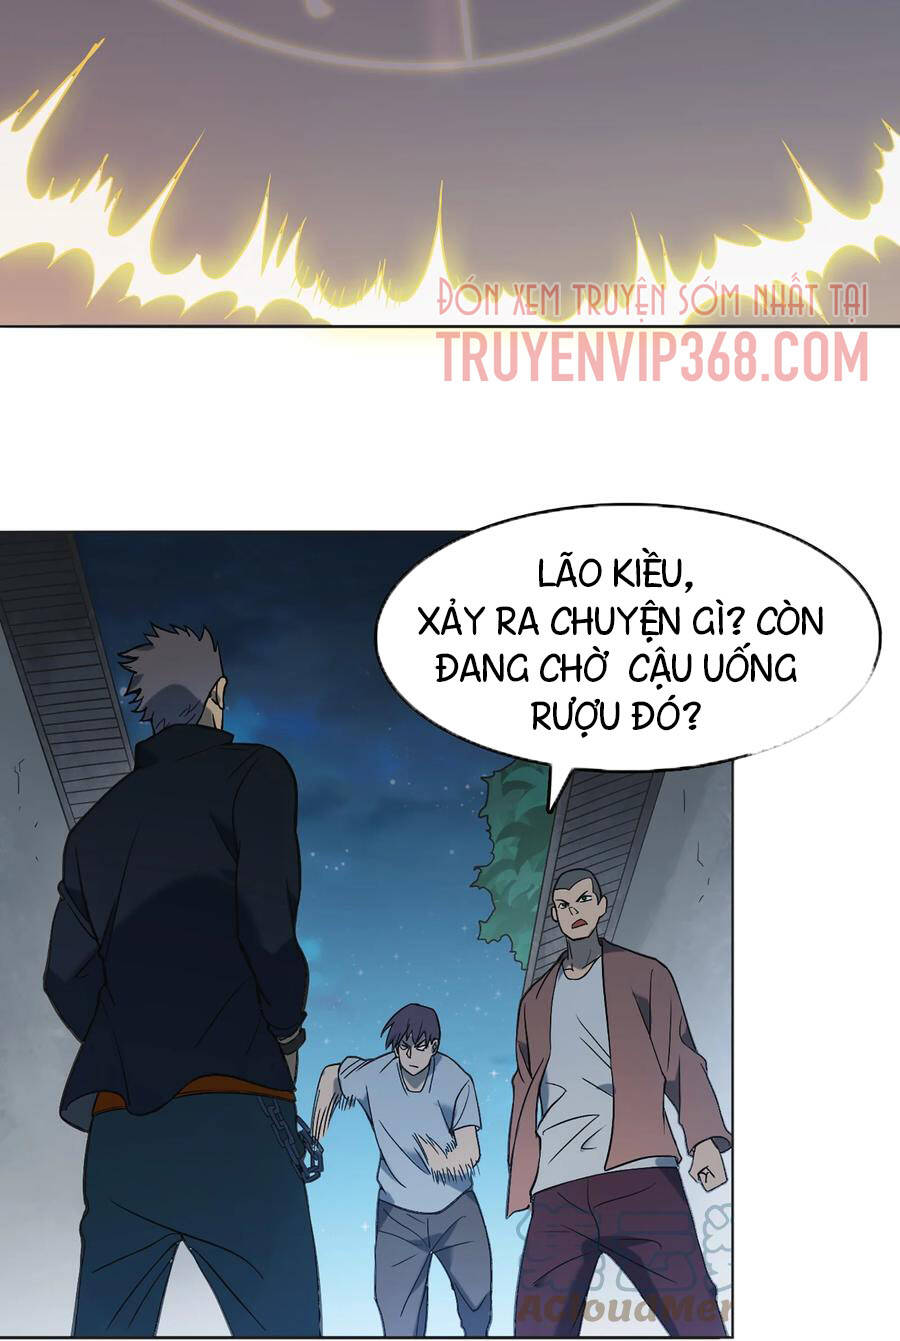 ĐÓN XEM TRUYỆN SỚM NHẤT TẠI
TRUYENVIP368.COM
LÃO KIỀU,
XẢY RA CHUYỆN GÌ? CÒN
ĐANG CHỜ CẬU UỐNG
RƯỢU ĐÓ?
ACloudMer